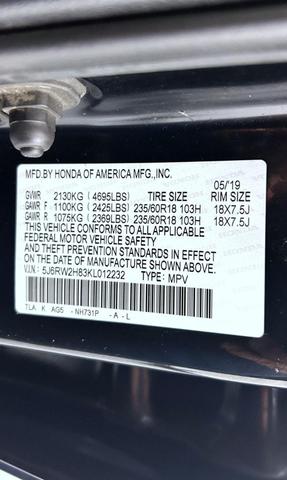 MFD.BY HONDA OF AMERICA MFG.,INC.
05/19
GVWR 2130KG (4695LBS) TIRE SIZE RIM SIZE
GAWR F 1100KG (2425LBS) 235/60R18 103H 18X7.5J
GAWR R 1075KG (2369LBS) 235/60R18 103H 18X7.5J
THIS VEHICLE CONFORMS TO ALL APPLICABLE
FEDERAL MOTOR VEHICLE SAFETY AND
THEFT PREVENTION STANDARDS IN EFFECT
ON THE DATE OF MANUFACTURE SHOWN ABOVE.
V.I.N.: 5J6RW2H83KL012232 TYPE: MPV
TLA K AG5 - NH731P - A - L